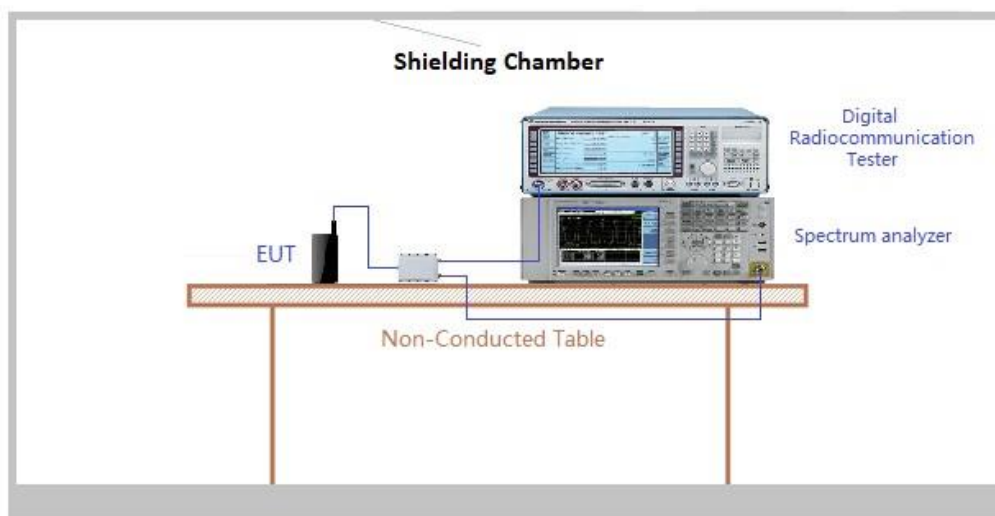 Shielding Chamber
Digital
Radiocommunication
Tester
EUT
Spectrum analyzer
Non-Conducted Table